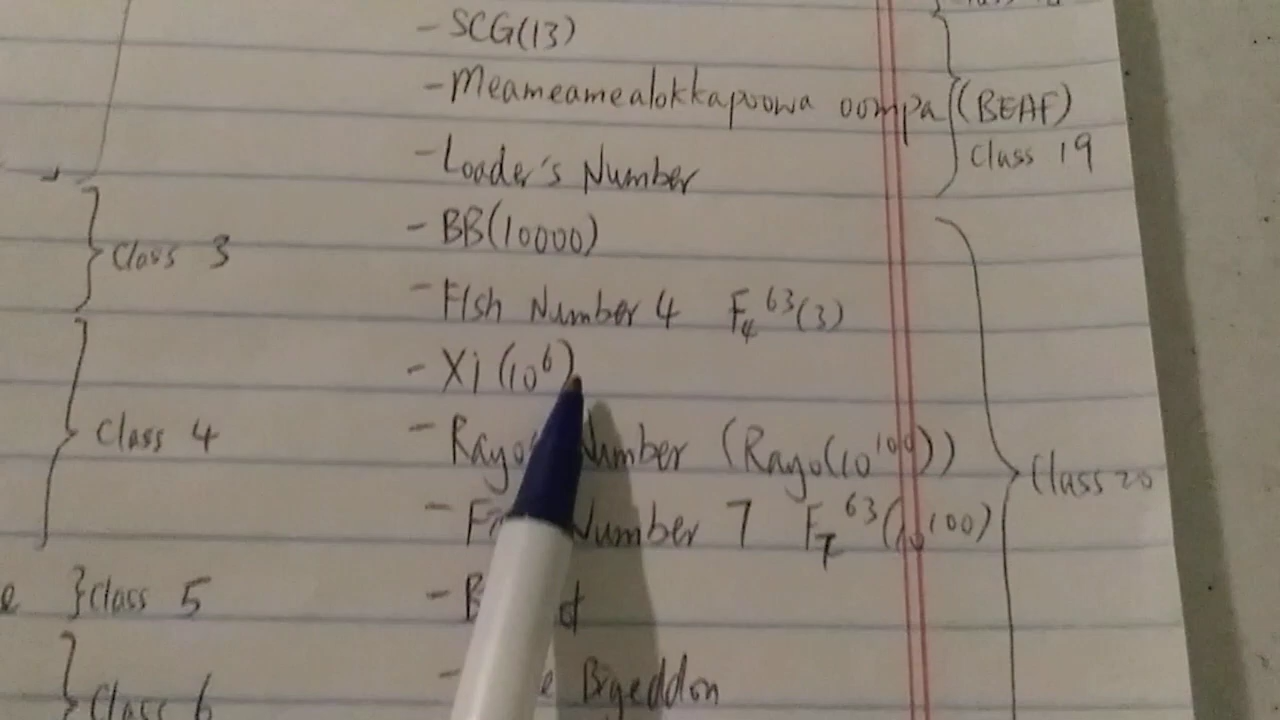 - SCG(13)
- Meameamealokkapoowa oompa (BEAF)
Class 19
- Loader's Number
- BB(10000)
Class 3
- Fish Number 4 F₄⁶³(3)
- Xi(10⁶)
Class 4
- Number (Rayo(10¹⁰⁰))
Class 20
- Number 7 F₇⁶³(10¹⁰⁰)
Class 5
Bigeddon
Class 6